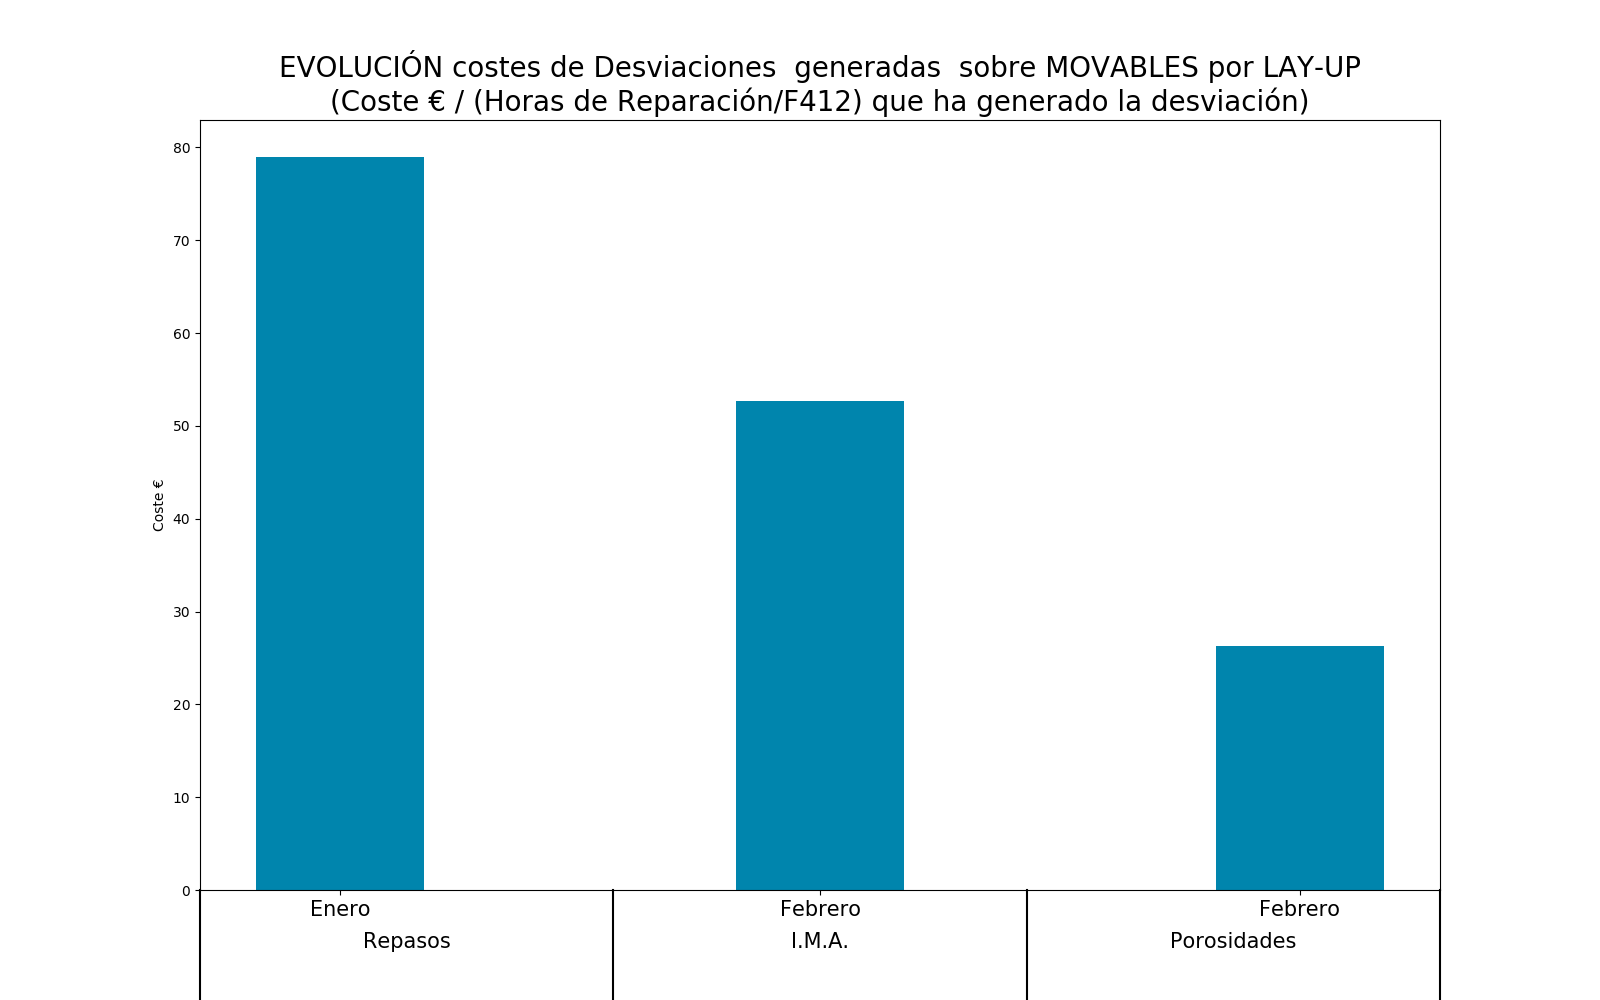 EVOLUCIÓN costes de Desviaciones  generadas  sobre MOVABLES por LAY-UP
(Coste € / (Horas de Reparación/F412) que ha generado la desviación)
80
70
60
50
40
30
20
10
0
Coste €
Enero
Febrero
Febrero
Repasos
I.M.A.
Porosidades